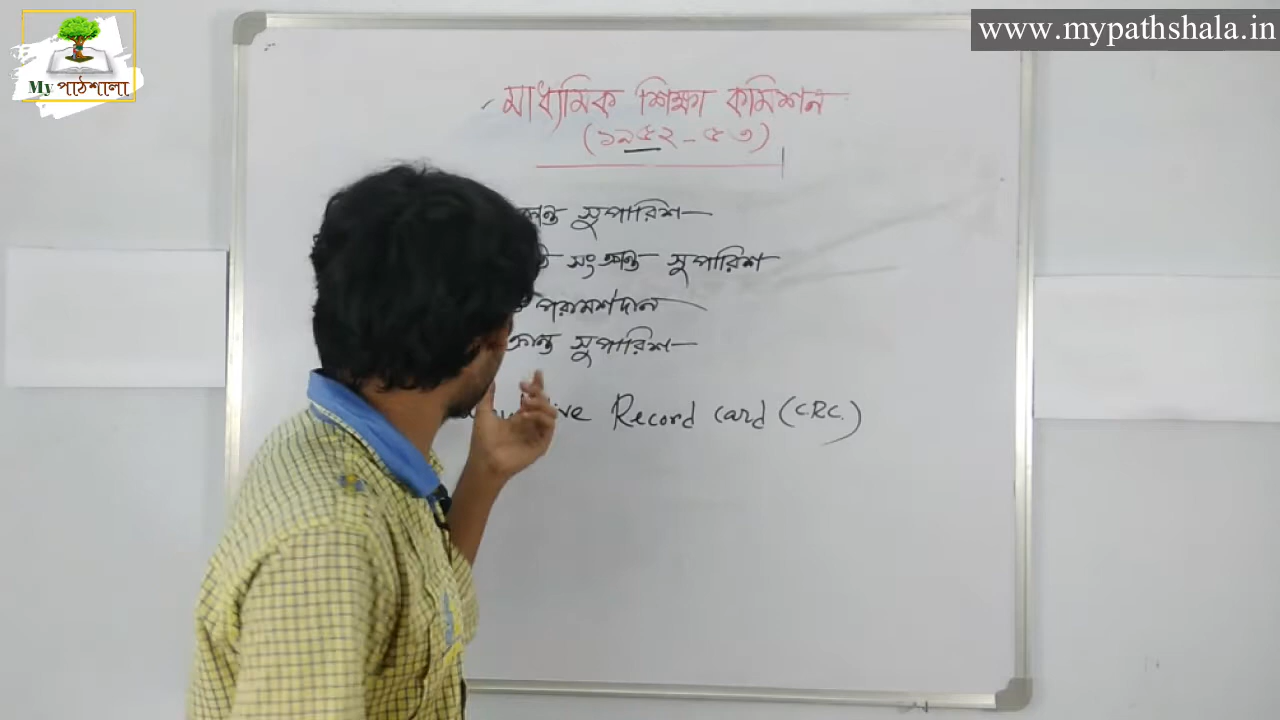 www.mypathshala.in
My পাঠশালা
মাধ্যমিক শিক্ষা কমিশন
(১৯৫২ - ৫৩)
সুপারিশ—
সংক্রান্ত সুপারিশ
পরামর্শদান
সুপারিশ—
Record card (CRC.)